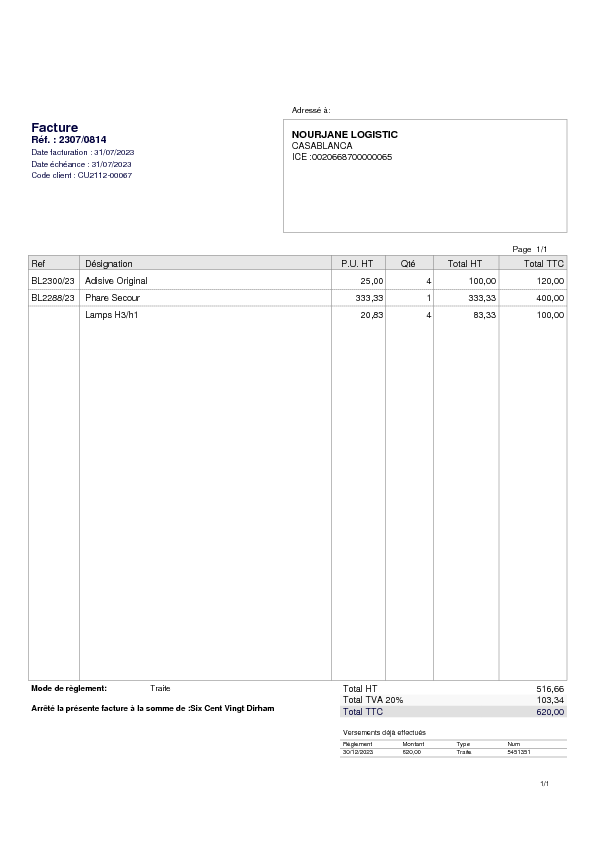 Adressé à:
Facture
Réf. : 2307/0814
Date facturation : 31/07/2023
Date échéance : 31/07/2023
Code client : CU2112-00067
NOURJANE LOGISTIC
CASABLANCA
ICE :0020668700000065
Page 1/1
Ref Désignation P.U. HT Qté Total HT Total TTC
BL2300/23 Adisive Original 25,00 4 100,00 120,00
BL2288/23 Phare Secour 333,33 1 333,33 400,00
Lamps H3/h1 20,83 4 83,33 100,00
Mode de règlement: Traite
Arrêté la présente facture à la somme de :Six Cent Vingt Dirham
Total HT 516,66
Total TVA 20% 103,34
Total TTC 620,00
Versements déjà effectués
Règlement Montant Type Num
30/12/2023 620,00 Traite 5451351
1/1